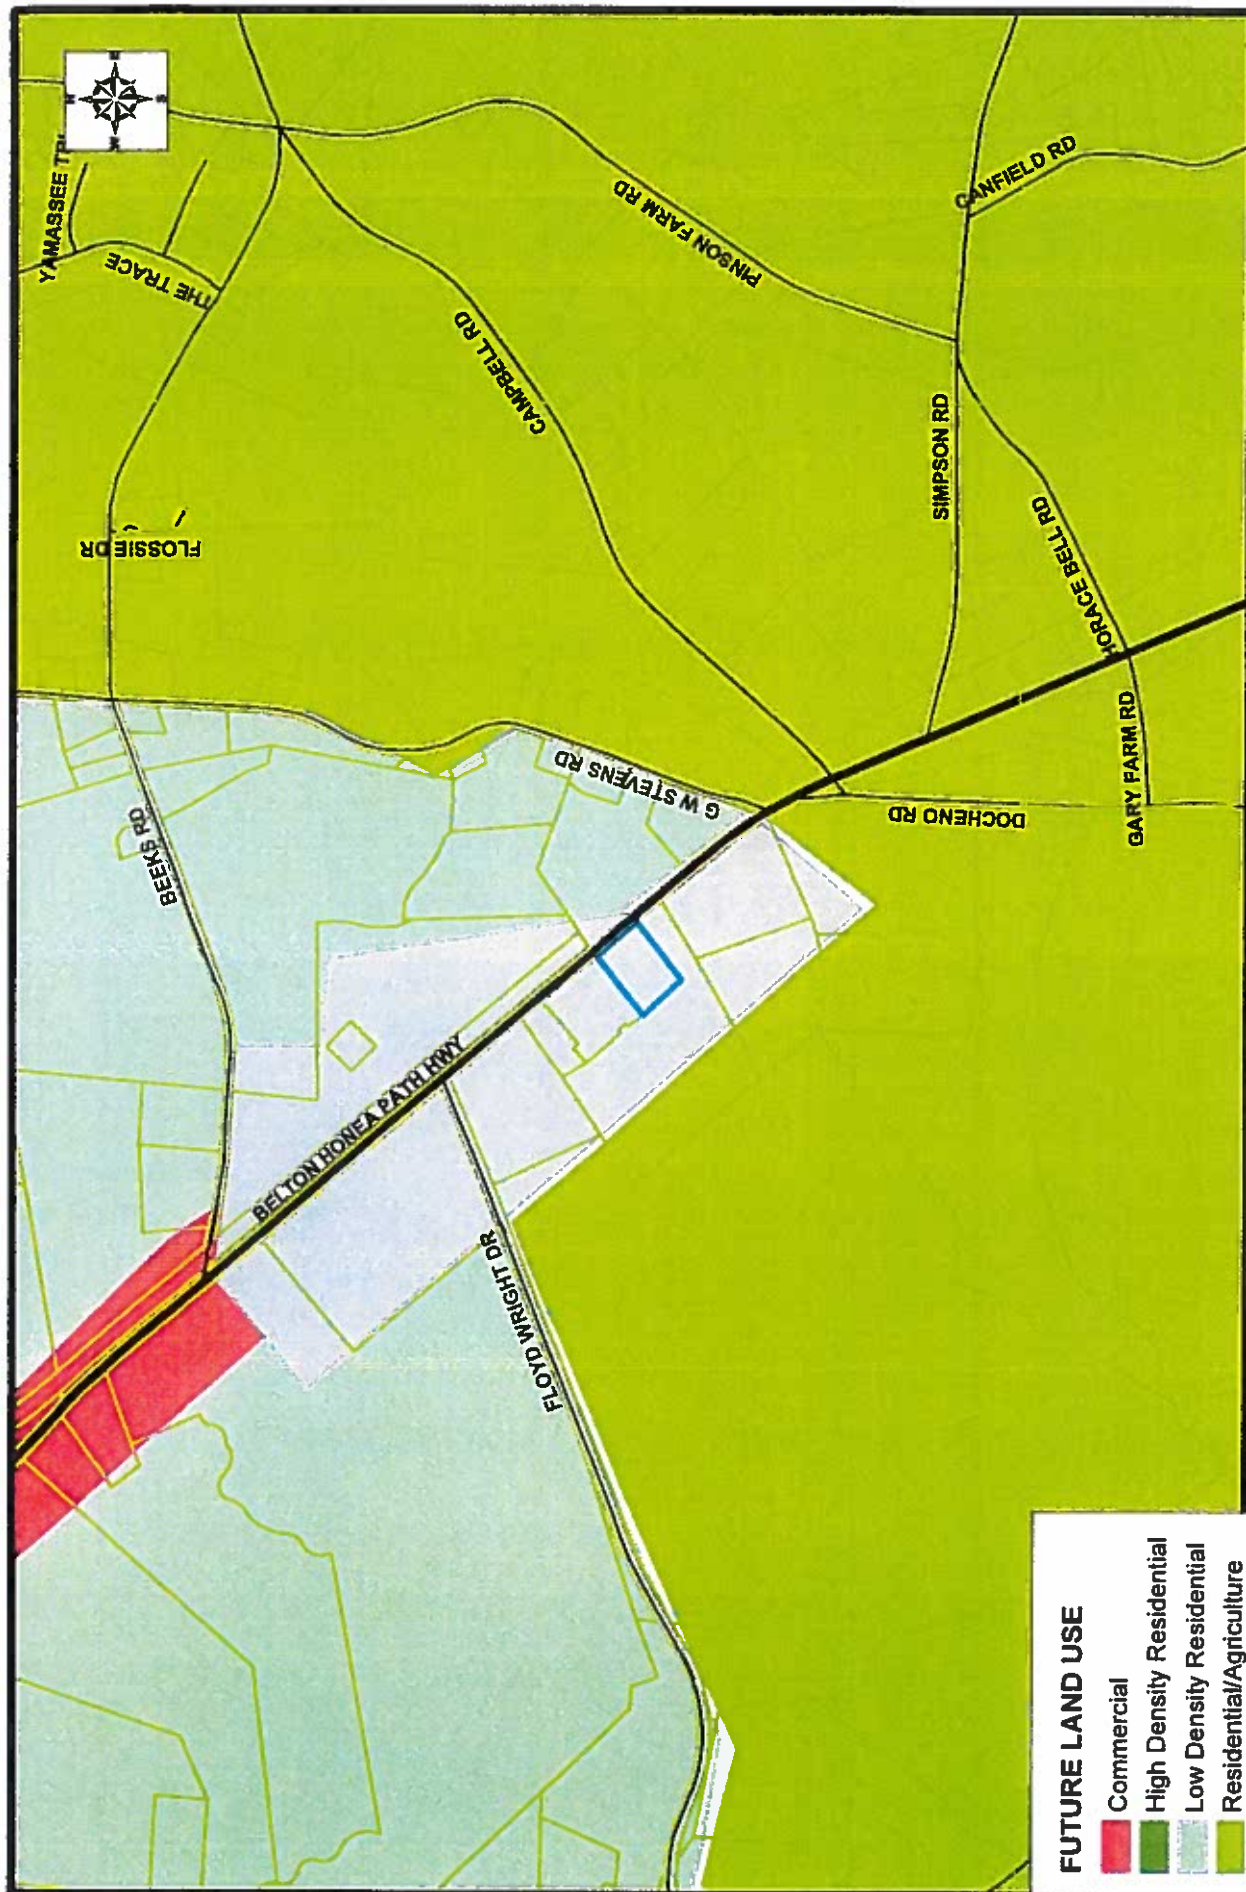 YAMASSEE
THE TRACE
FLOSSIE DR
CAMPBELL RD
PINSON FARM RD
CANFIELD RD
SIMPSON RD
HORACE BELL RD
GARY FARM RD
DOCHENO RD
G W STEVENS RD
BEEKS RD
BELTON HONEA PATH HWY
FLOYD WRIGHT DR
FUTURE LAND USE
Commercial
High Density Residential
Low Density Residential
Residential/Agriculture